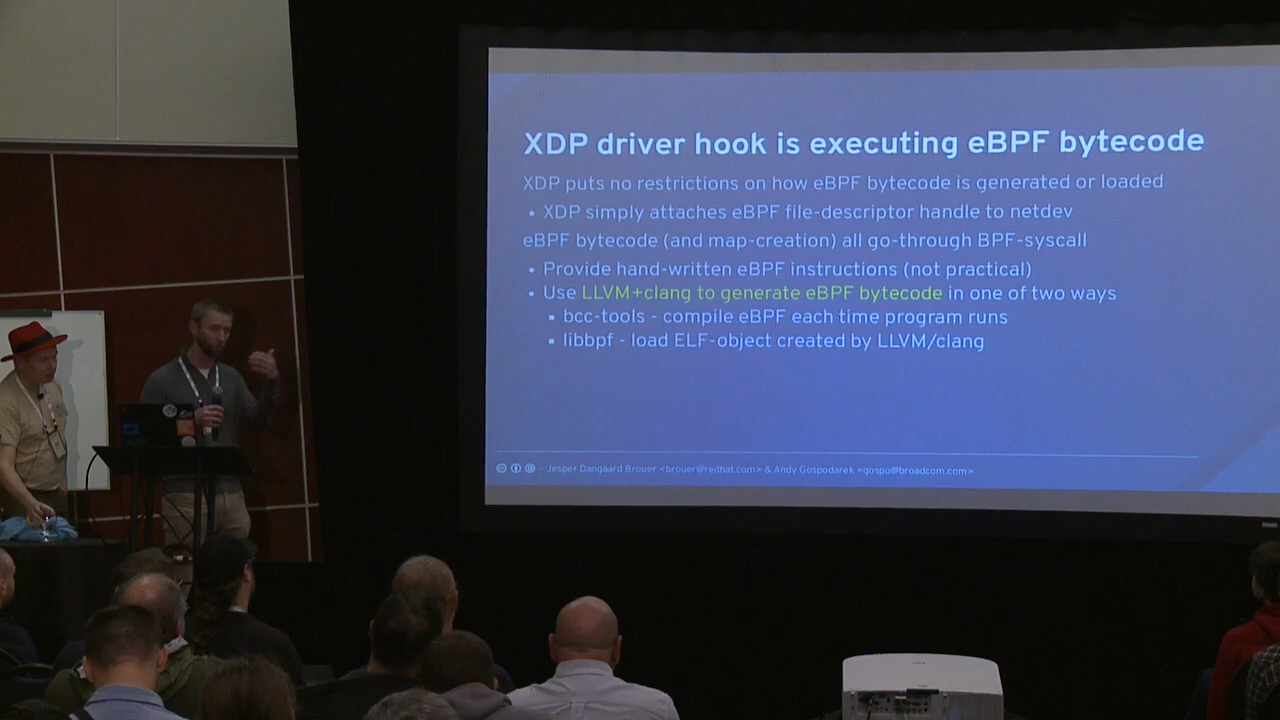 XDP driver hook is executing eBPF bytecode
XDP puts no restrictions on how eBPF bytecode is generated or loaded
• XDP simply attaches eBPF file-descriptor handle to netdev
eBPF bytecode (and map-creation) all go-through BPF-syscall
• Provide hand-written eBPF instructions (not practical)
• Use LLVM+clang to generate eBPF bytecode in one of two ways
▪ bcc-tools - compile eBPF each time program runs
▪ libbpf - load ELF-object created by LLVM/clang
- Jesper Dangaard Brouer <brouer@redhat.com> & Andy Gospodarek <gospo@broadcom.com>